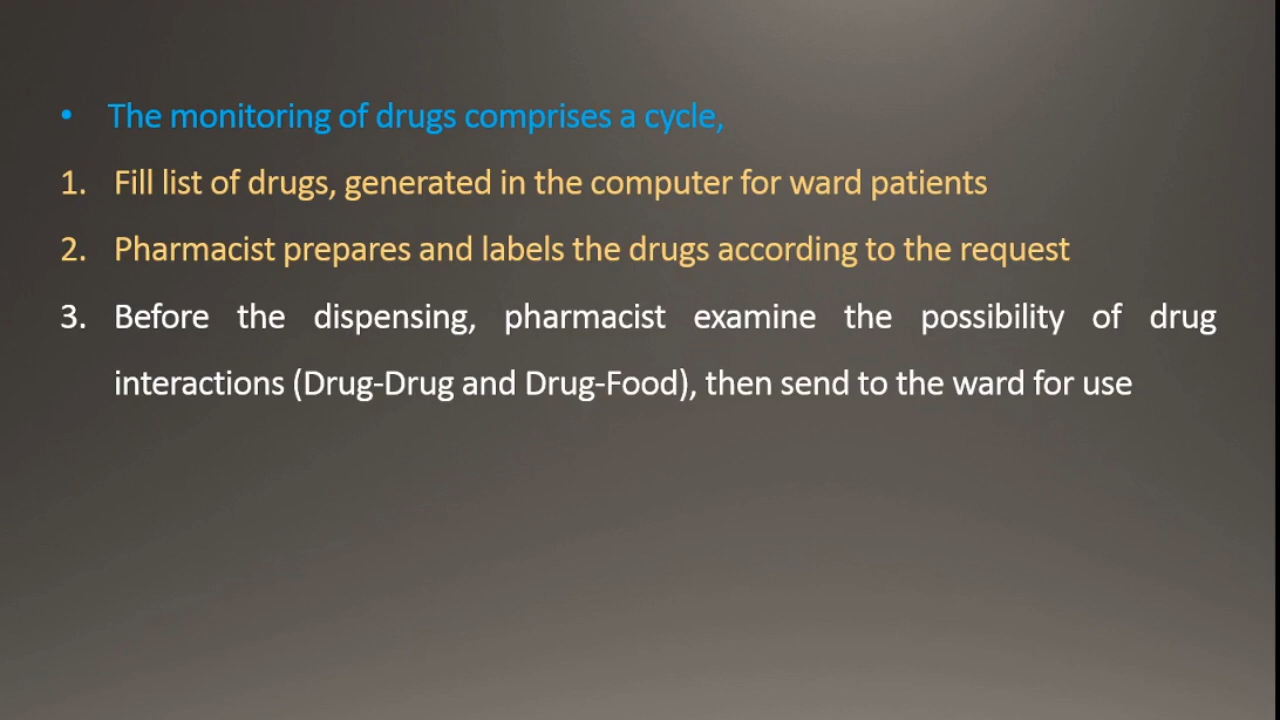 • The monitoring of drugs comprises a cycle,
1. Fill list of drugs, generated in the computer for ward patients
2. Pharmacist prepares and labels the drugs according to the request
3. Before the dispensing, pharmacist examine the possibility of drug
interactions (Drug-Drug and Drug-Food), then send to the ward for use